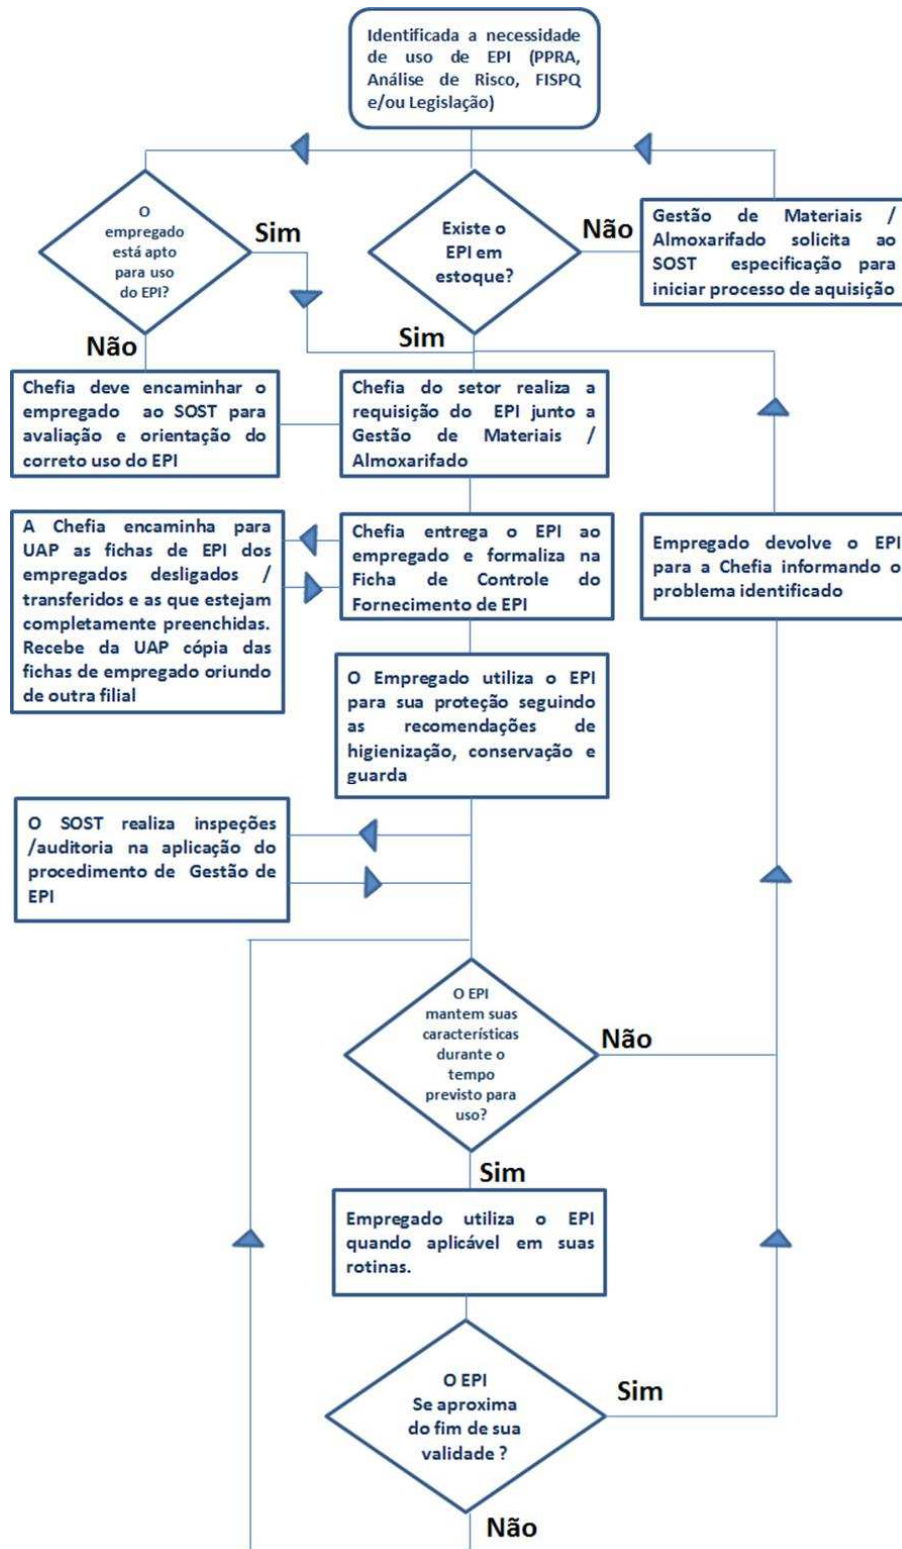 Identificada a necessidade
de uso de EPI (PPRA,
Análise de Risco, FISPQ
e/ou Legislação)
O
empregado
está apto
para uso
do EPI?
Sim
Existe o
EPI em
estoque?
Não
Gestão de Materiais /
Almoxarifado solicita ao
SOST especificação para
iniciar processo de aquisição
Não
Sim
Chefia deve encaminhar o
empregado ao SOST para
avaliação e orientação do
correto uso do EPI
Chefia do setor realiza a
requisição do EPI junto a
Gestão de Materiais /
Almoxarifado
A Chefia encaminha para
UAP as fichas de EPI dos
empregados desligados /
transferidos e as que estejam
completamente preenchidas.
Recebe da UAP cópia das
fichas de empregado oriundo
de outra filial
Chefia entrega o EPI ao
empregado e formaliza na
Ficha de Controle do
Fornecimento de EPI
Empregado devolve o EPI
para a Chefia informando o
problema identificado
O Empregado utiliza o EPI
para sua proteção seguindo
as recomendações de
higienização, conservação e
guarda
O SOST realiza inspeções
/auditoria na aplicação do
procedimento de Gestão de
EPI
O EPI
mantem suas
característícas
durante o
tempo
previsto para
uso?
Não
Sim
Empregado utiliza o EPI
quando aplicável em suas
rotinas.
O EPI
Se aproxima
do fim de sua
validade ?
Sim
Não